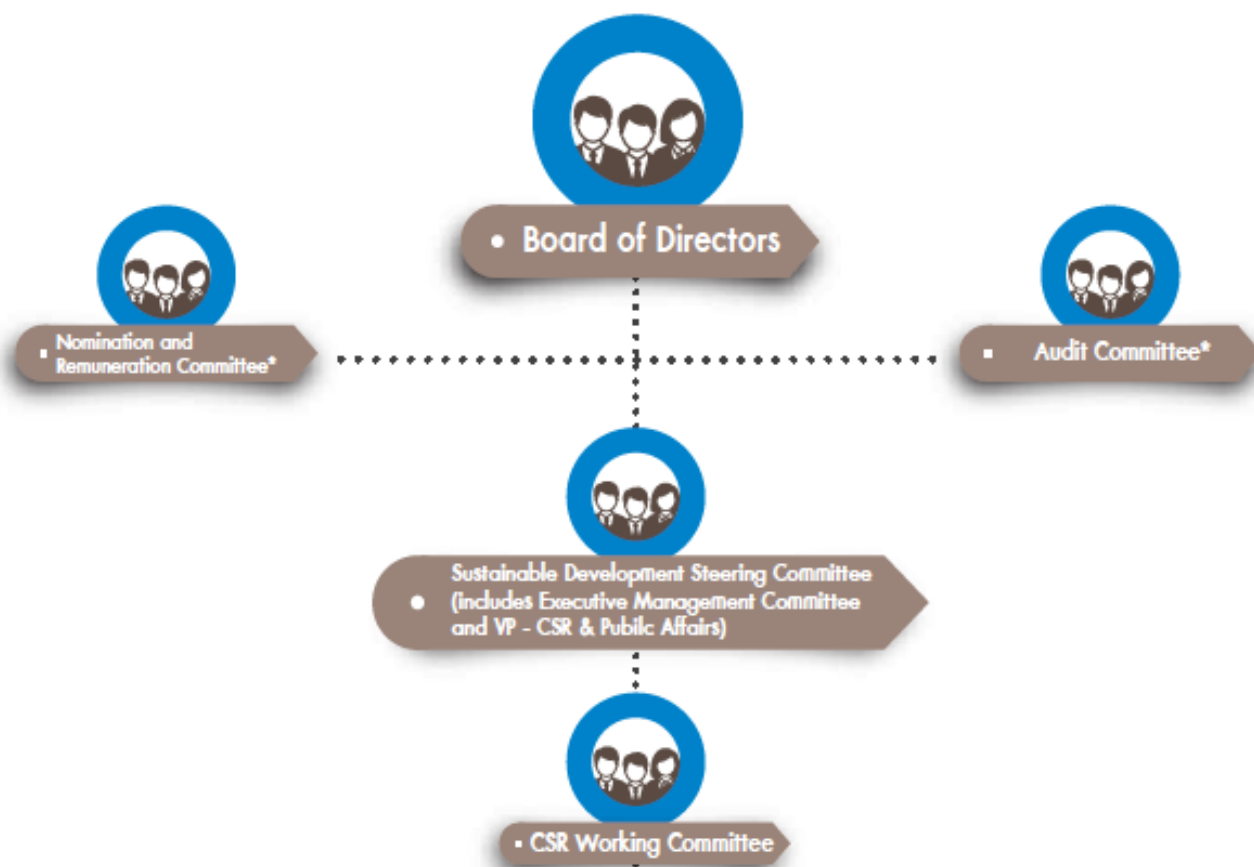 Board of Directors
Nomination and
Remuneration Committee*
Audit Committee*
Sustainable Development Steering Committee
(includes Executive Management Committee
and VP - CSR & Public Affairs)
CSR Working Committee